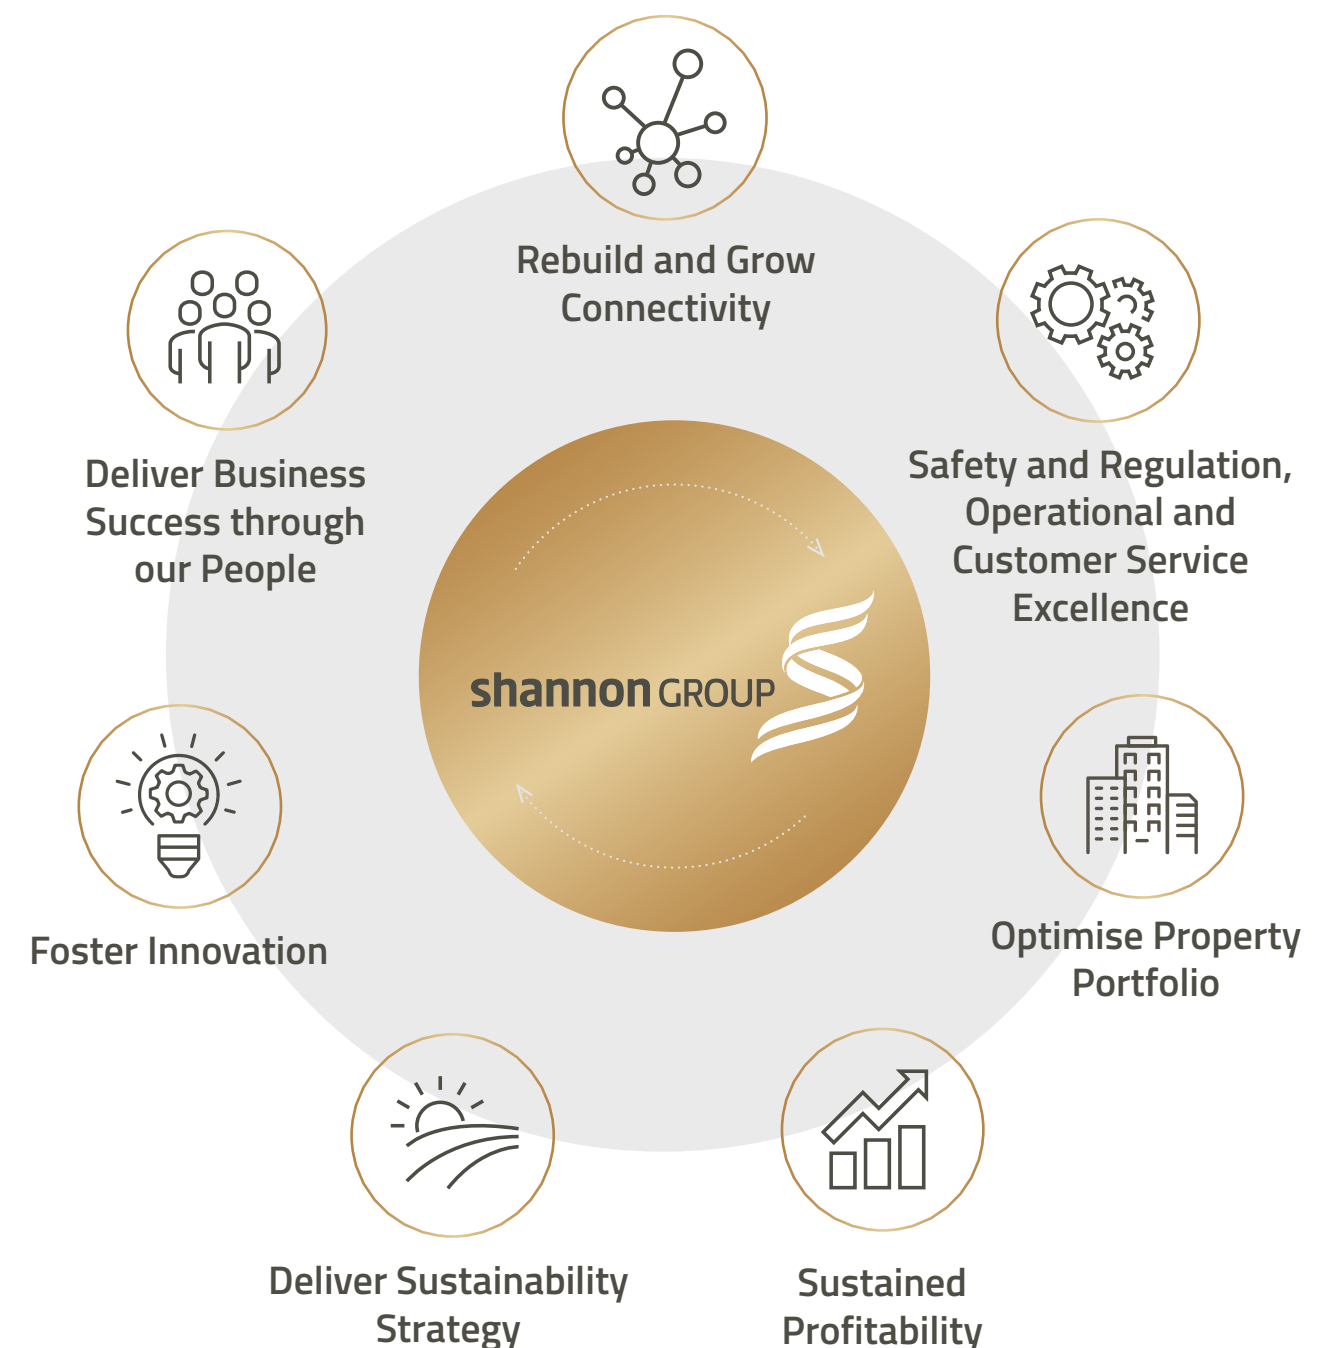 Rebuild and Grow
Connectivity
Safety and Regulation,
Operational and
Customer Service
Excellence
Optimise Property
Portfolio
Sustained
Profitability
Deliver Sustainability
Strategy
Foster Innovation
Deliver Business
Success through
our People
shannon GROUP